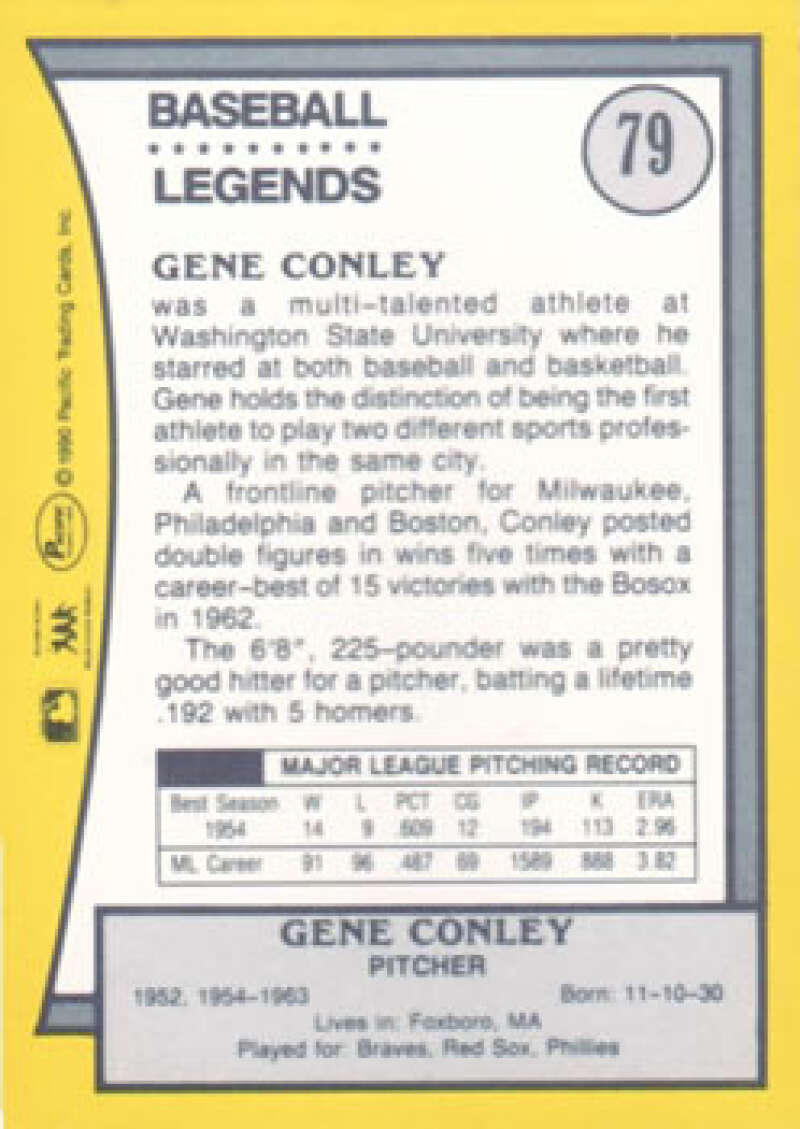 BASEBALL
LEGENDS
79
GENE CONLEY
was a multi-talented athlete at
Washington State University where he
starred at both baseball and basketball.
Gene holds the distinction of being the first
athlete to play two different sports profes-
sionally in the same city.
A frontline pitcher for Milwaukee,
Philadelphia and Boston, Conley posted
double figures in wins five times with a
career-best of 15 victories with the Bosox
in 1962.
The 6'8", 225-pounder was a pretty
good hitter for a pitcher, batting a lifetime
.192 with 5 homers.
MAJOR LEAGUE PITCHING RECORD
Best Season W L PCT CG IP K ERA
1954 14 9 .609 12 194 113 2.96
ML Career 91 96 .487 69 1589 888 3.82
GENE CONLEY
PITCHER
1952, 1954-1963 Born: 11-10-30
Lives in: Foxboro, MA
Played for: Braves, Red Sox, Phillies
© 1990 Pacific Trading Cards, Inc.
Pacific